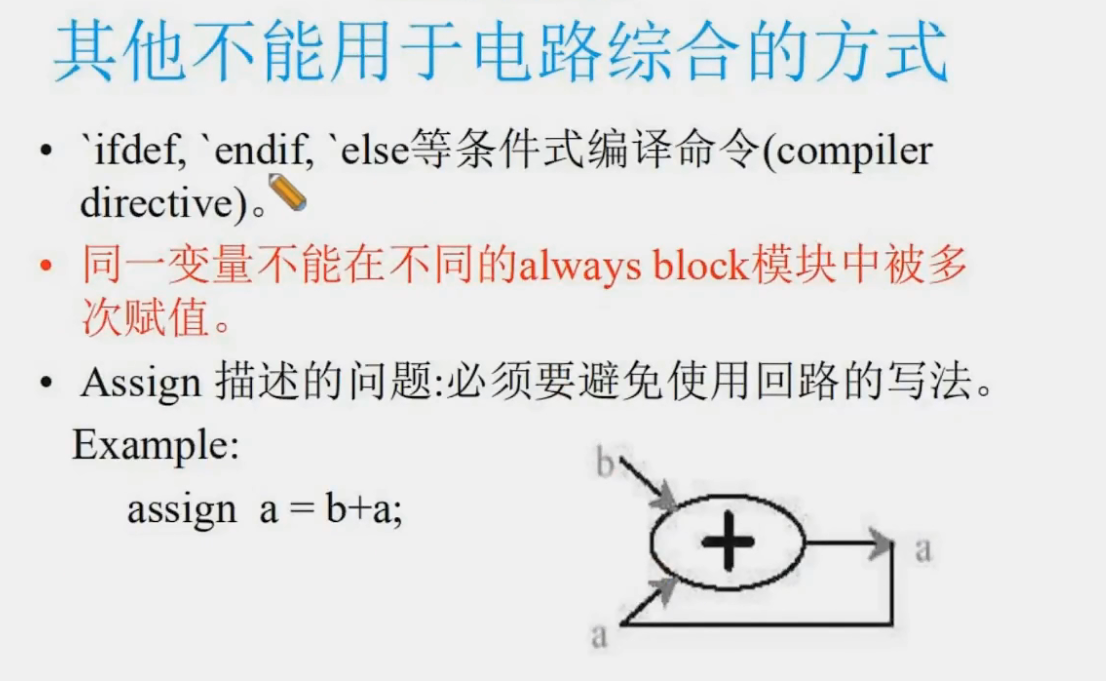 其他不能用于电路综合的方式
• `ifdef, `endif, `else等条件式编译命令(compiler
directive)。
• 同一变量不能在不同的always block模块中被多
次赋值。
• Assign 描述的问题:必须要避免使用回路的写法。
Example:
assign a = b+a;
b
+
a
a